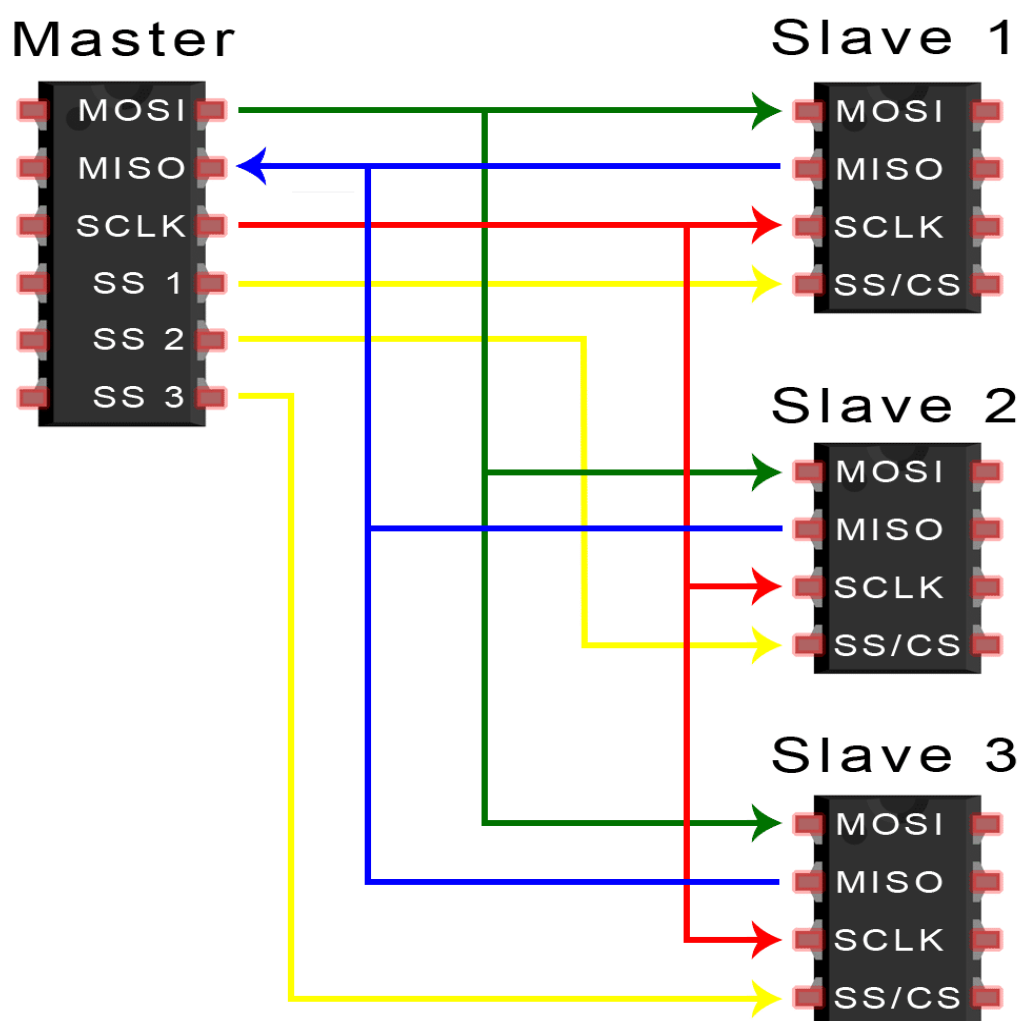 Master
MOSI
MISO
SCLK
SS 1
SS 2
SS 3
Slave 1
MOSI
MISO
SCLK
SS/CS
Slave 2
MOSI
MISO
SCLK
SS/CS
Slave 3
MOSI
MISO
SCLK
SS/CS